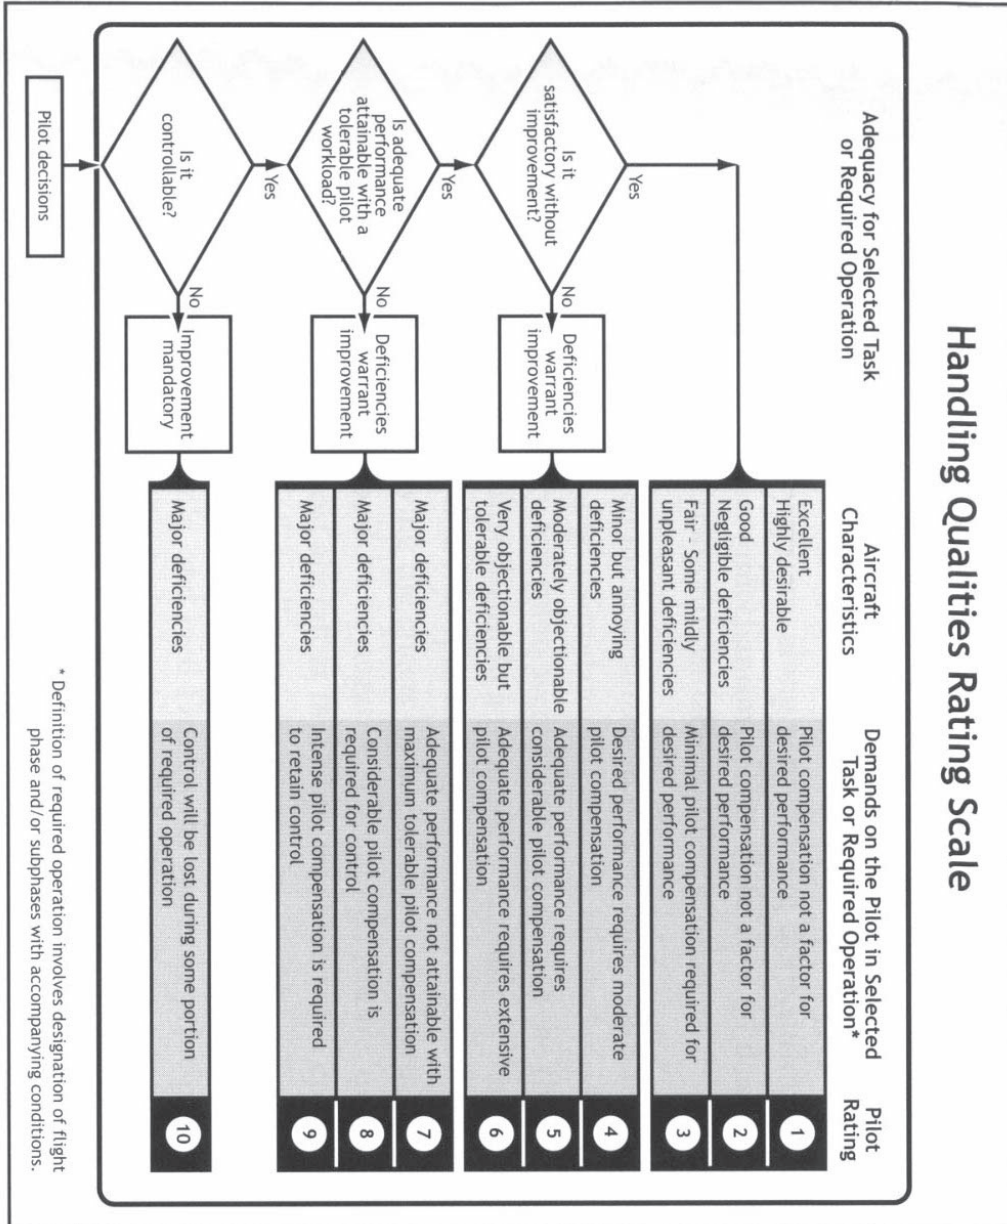 Handling Qualities Rating Scale
Adequacy for Selected Task
or Required Operation
Aircraft
Characteristics
Demands on the Pilot in Selected
Task or Required Operation*
Pilot
Rating
Excellent
Highly desirable
Pilot compensation not a factor for
desired performance
1
Good
Negligible deficiencies
Pilot compensation not a factor for
desired performance
2
Fair - Some mildly
unpleasant deficiencies
Minimal pilot compensation required for
desired performance
3
Yes
Is it
satisfactory without
improvement?
No
Deficiencies
warrant
improvement
Minor but annoying
deficiencies
Desired performance requires moderate
pilot compensation
4
Moderately objectionable
deficiencies
Adequate performance requires
considerable pilot compensation
5
Very objectionable but
tolerable deficiencies
Adequate performance requires extensive
pilot compensation
6
Yes
Is adequate
performance
attainable with a
tolerable pilot
workload?
No
Deficiencies
warrant
improvement
Major deficiencies
Adequate performance not attainable with
maximum tolerable pilot compensation
7
Major deficiencies
Considerable pilot compensation is
required for control
8
Major deficiencies
Intense pilot compensation is required
to retain control
9
Yes
Is it
controllable?
No
Improvement
mandatory
Major deficiencies
Control will be lost during some portion
of required operation
10
Pilot decisions
* Definition of required operation involves designation of flight
phase and/or subphases with accompanying conditions.